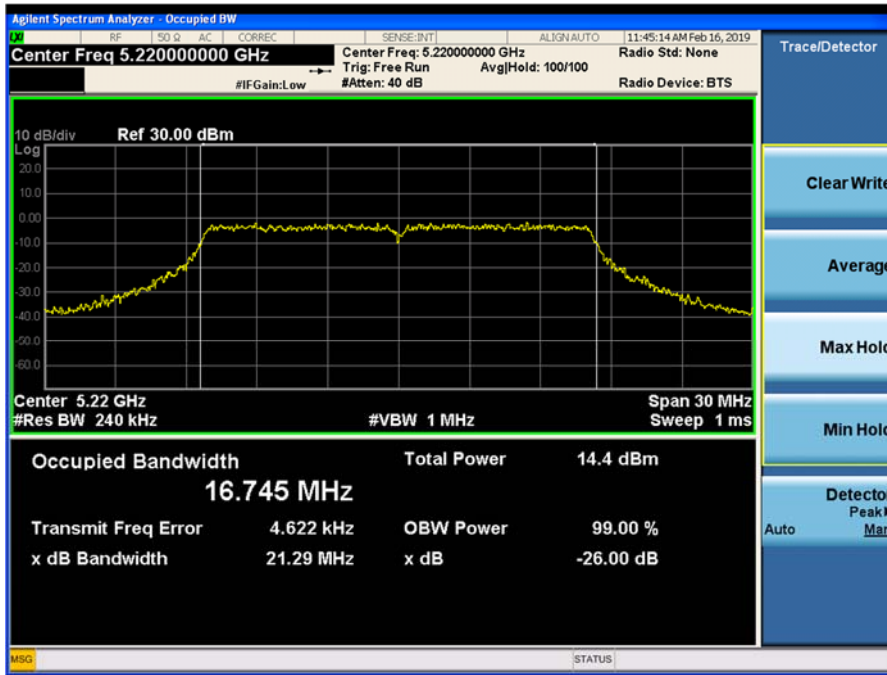 Agilent Spectrum Analyzer - Occupied BW
LXI RF 50 Ω AC CORREC SENSE:INT ALIGN AUTO 11:45:14 AM Feb 16, 2019
Center Freq 5.220000000 GHz
Center Freq: 5.220000000 GHz
Radio Std: None
Trig: Free Run Avg|Hold: 100/100
#IFGain:Low #Atten: 40 dB Radio Device: BTS
Trace/Detector
10 dB/div Ref 30.00 dBm
Log
20.0
10.0
0.00
-10.0
-20.0
-30.0
-40.0
-50.0
-60.0
Center 5.22 GHz Span 30 MHz
#Res BW 240 kHz #VBW 1 MHz Sweep 1 ms
Clear Write
Average
Max Hold
Min Hold
Detector
Peak
Auto Man
Occupied Bandwidth Total Power 14.4 dBm
16.745 MHz
Transmit Freq Error 4.622 kHz OBW Power 99.00 %
x dB Bandwidth 21.29 MHz x dB -26.00 dB
MSG STATUS